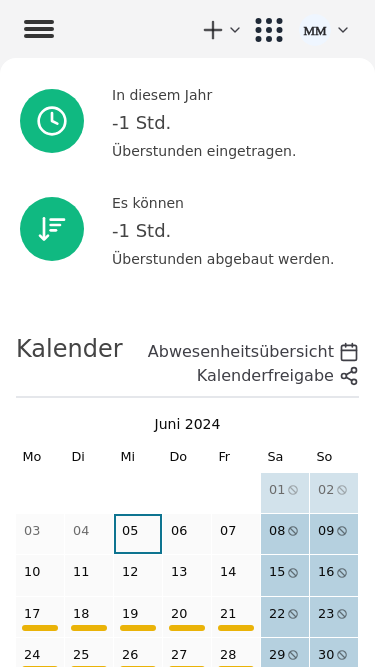 MM
In diesem Jahr
-1 Std.
Überstunden eingetragen.
Es können
-1 Std.
Überstunden abgebaut werden.
Kalender
Abwesenheitsübersicht
Kalenderfreigabe
Juni 2024
Mo Di Mi Do Fr Sa So
01 02
03 04 05 06 07 08 09
10 11 12 13 14 15 16
17 18 19 20 21 22 23
24 25 26 27 28 29 30